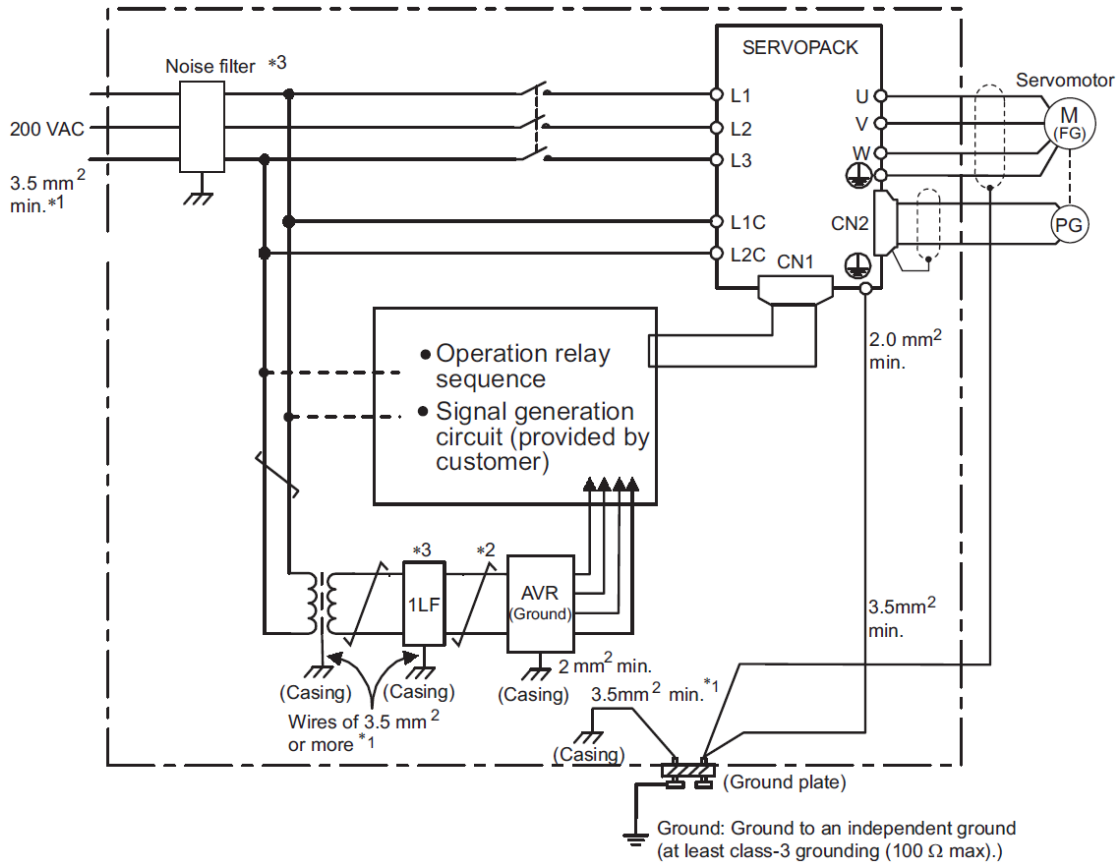 SERVOPACK
Noise filter *3
Servomotor
L1
U
M
(FG)
200 VAC
L2
V
L3
W
3.5 mm2
min.*1
L1C
CN2
PG
L2C
CN1
2.0 mm2
min.
• Operation relay
sequence
• Signal generation
circuit (provided by
customer)
*3
*2
1LF
AVR
(Ground)
3.5mm2
min.
2 mm2 min.
(Casing)
(Casing)
(Casing)
3.5mm2 min.*1
Wires of 3.5 mm2
or more *1
(Casing)
(Ground plate)
Ground: Ground to an independent ground
(at least class-3 grounding (100 Ω max).)